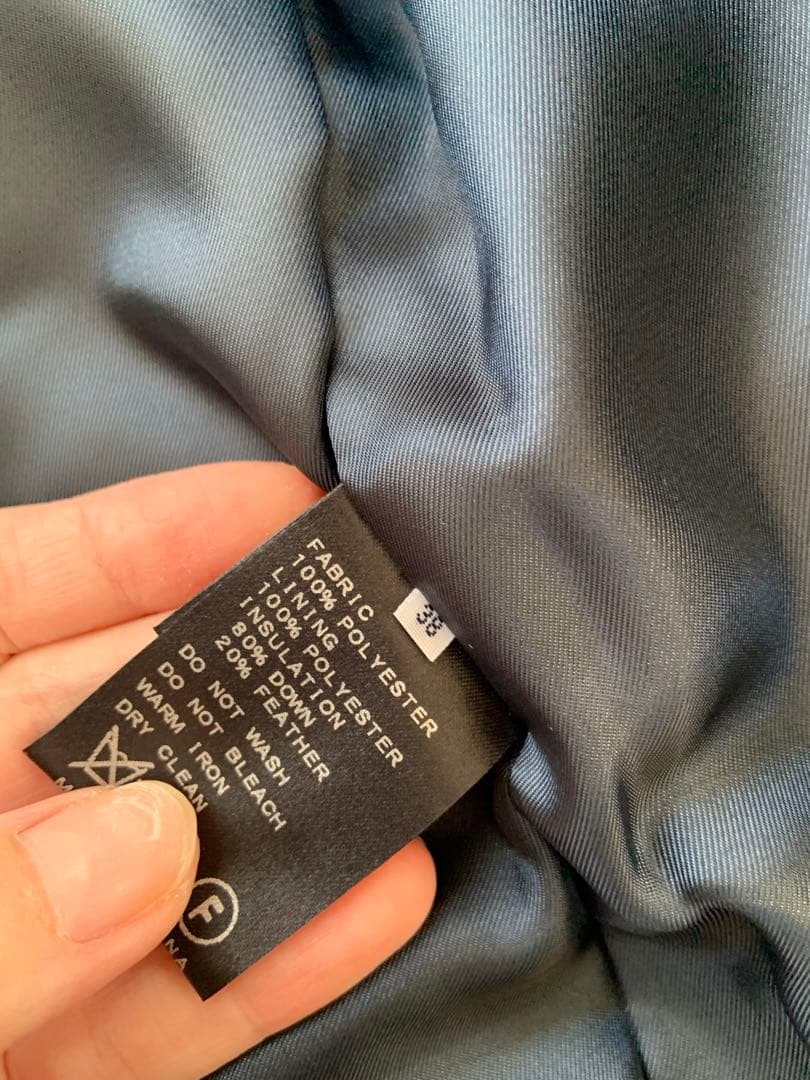 FABRIC
100% POLYESTER
LINING
100% POLYESTER
INSULATION
80% DOWN
20% FEATHER
DO NOT WASH
DO NOT BLEACH
WARM IRON
DRY CLEAN
F
38